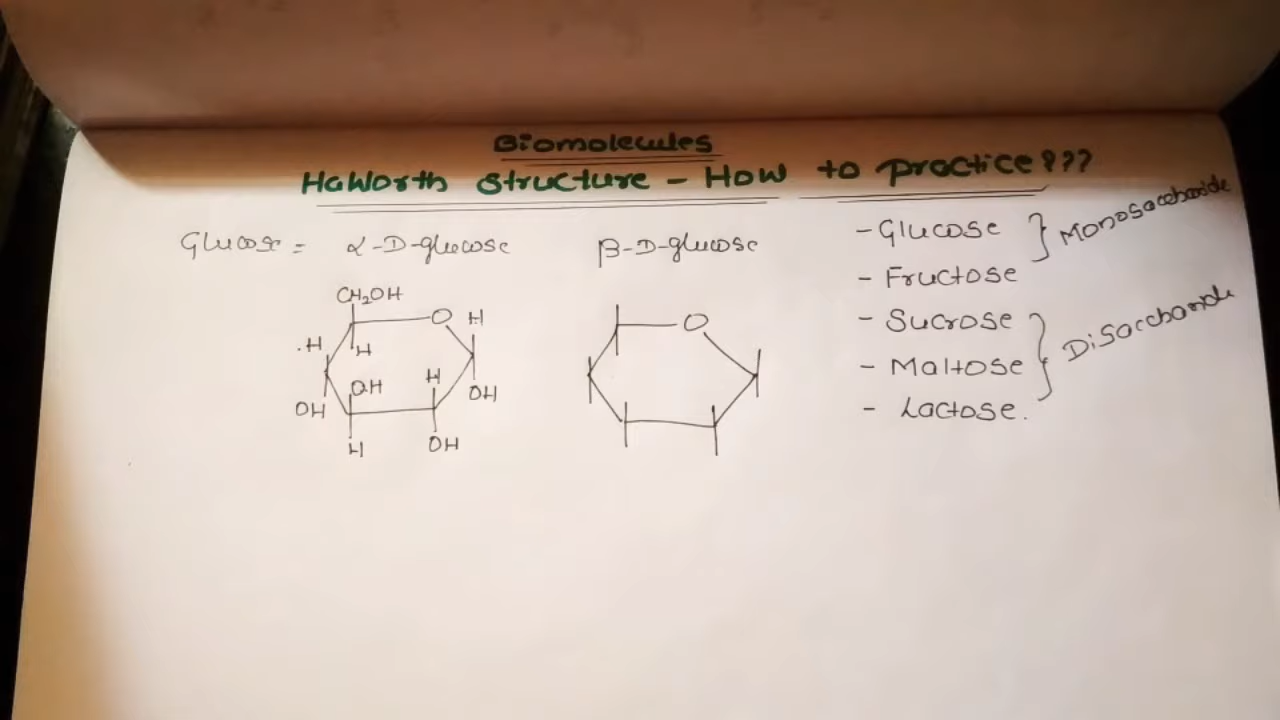 Biomolecules
Haworth Structure - How to practice???
Glucose = α-D-glucose β-D-glucose
- Glucose } Monosaccharide
- Fructose
- Sucrose } Disaccharide
- Maltose
- Lactose.
CH₂OH
O H O
.H H
OH H
OH OH
H OH